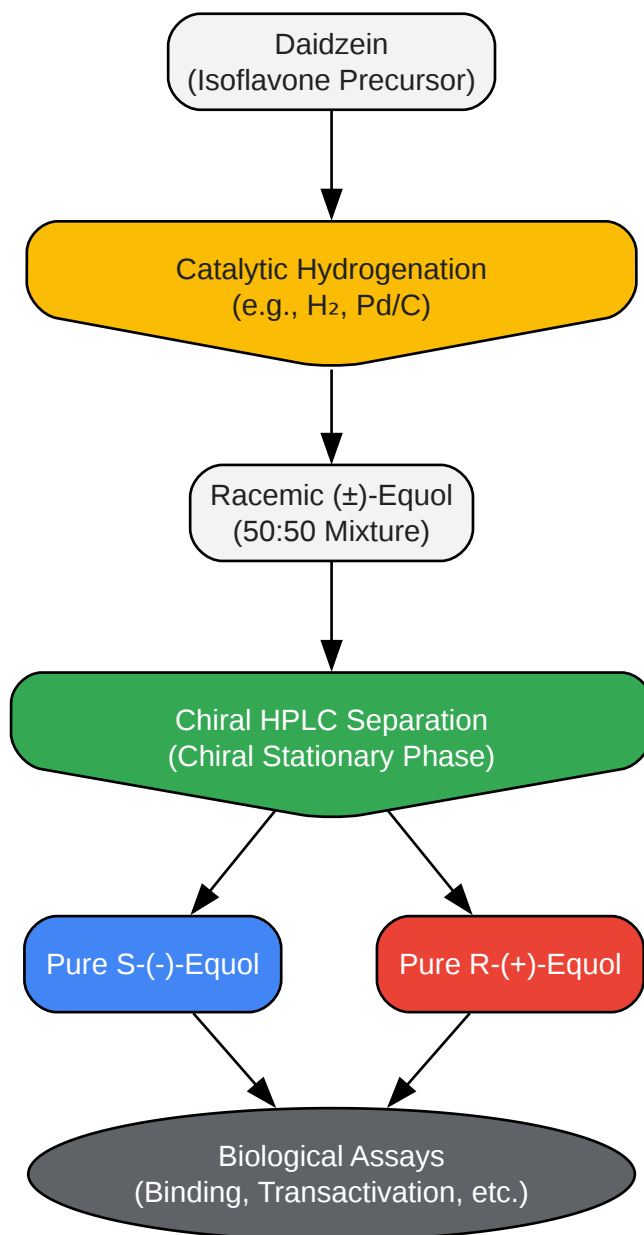 Daidzein
(Isoflavone Precursor)
Catalytic Hydrogenation
(e.g., H₂, Pd/C)
Racemic (±)-Equol
(50:50 Mixture)
Chiral HPLC Separation
(Chiral Stationary Phase)
Pure S-(-)-Equol
Pure R-(+)-Equol
Biological Assays
(Binding, Transactivation, etc.)